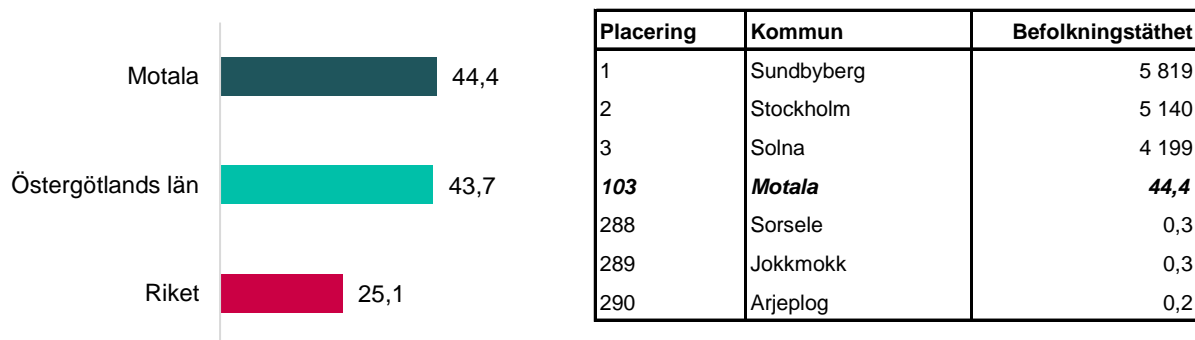 Motala 44,4
Östergötlands län 43,7
Riket 25,1
Placering Kommun Befolkningstäthet
1 Sundbyberg 5 819
2 Stockholm 5 140
3 Solna 4 199
103 Motala 44,4
288 Sorsele 0,3
289 Jokkmokk 0,3
290 Arjeplog 0,2